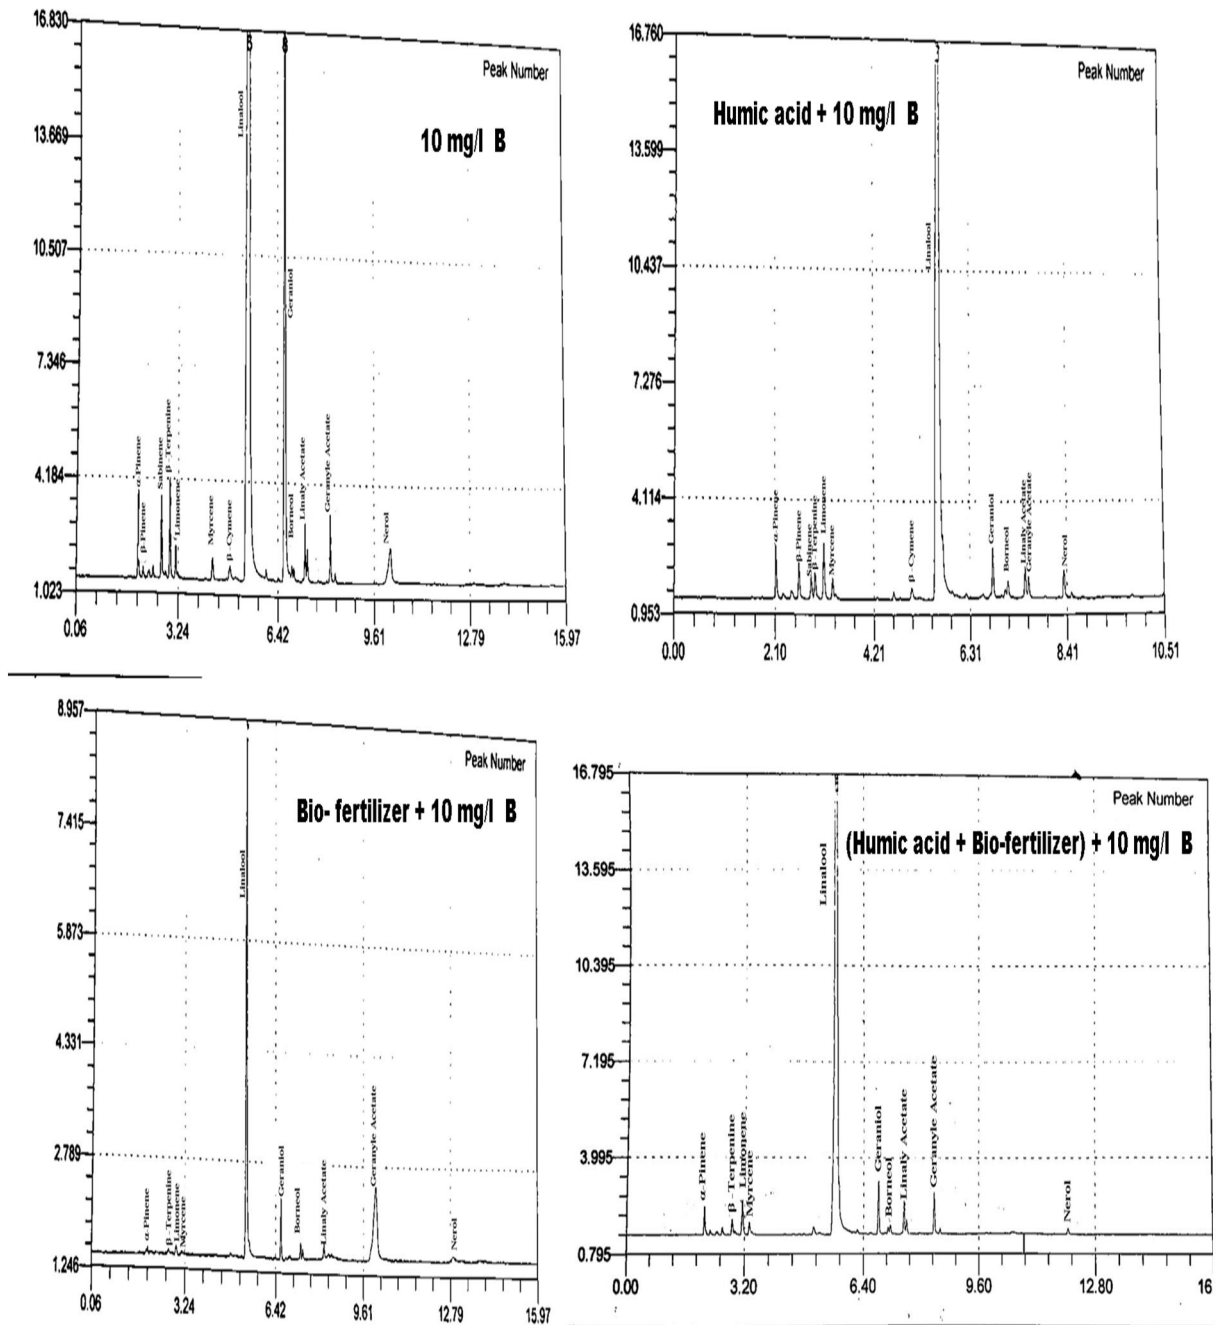 16.830
Peak Number
10 mg/l B
13.669
10.507
7.346
4.184
1.023
α-Pinene
β-Pinene
Sabinene
β-Terpenine
Limonene
Myrcene
β-Cymene
Linalool
Geraniol
Borneol
Linaly Acetate
Geranyle Acetate
Nerol
0.06 3.24 6.42 9.61 12.79 15.97
16.760
Peak Number
Humic acid + 10 mg/l B
13.599
10.437
7.276
4.114
0.953
α-Pinene
β-Pinene
Sabinene
β-Terpenine
Limonene
Myrcene
β-Cymene
Linalool
Geraniol
Borneol
Linaly Acetate
Geranyle Acetate
Nerol
0.00 2.10 4.21 6.31 8.41 10.51
8.957
Peak Number
Bio- fertilizer + 10 mg/l B
7.415
5.873
4.331
2.789
1.246
α-Pinene
β-Terpenine
Limonene
Myrcene
Linalool
Geraniol
Borneol
Linaly Acetate
Geranyle Acetate
Nerol
0.06 3.24 6.42 9.61 12.79 15.97
16.795
Peak Number
(Humic acid + Bio-fertilizer) + 10 mg/l B
13.595
10.395
7.195
3.995
0.795
α-Pinene
β -Terpenine
Limonene
Myrcene
Linalool
Geraniol
Borneol
Linaly Acetate
Geranyle Acetate
Nerol
0.00 3.20 6.40 9.60 12.80 16